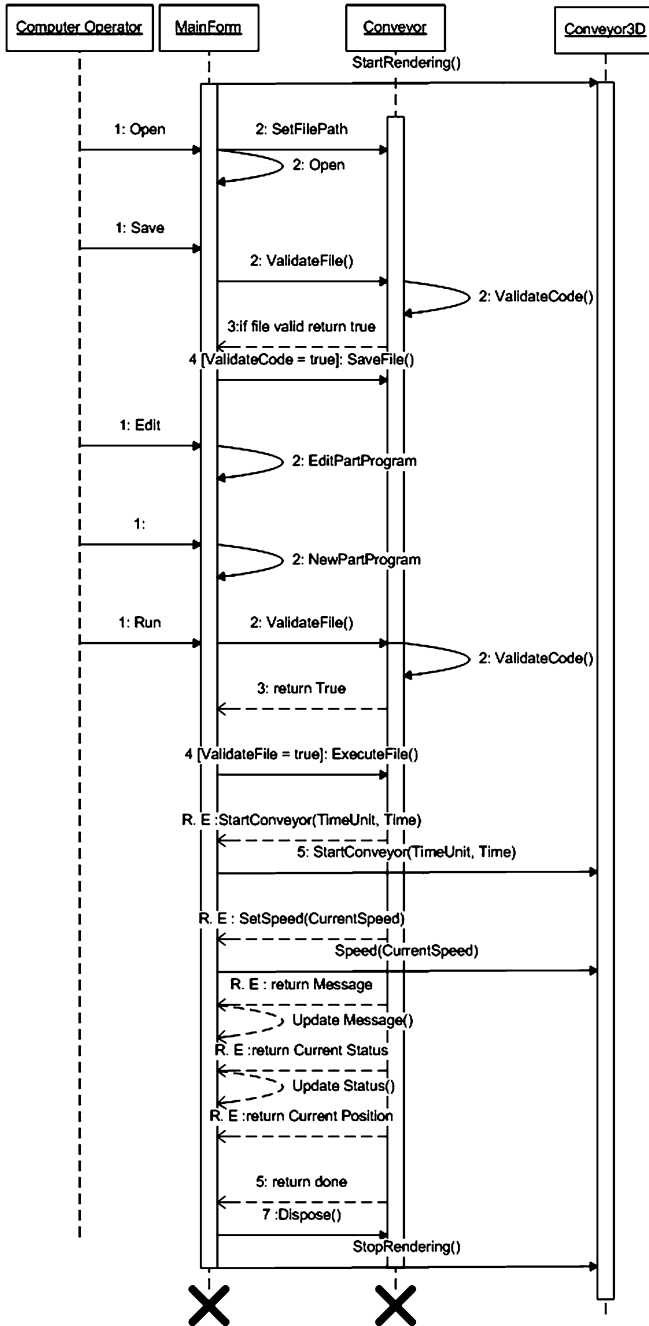 Computer Operator
MainForm
Conveyor
Conveyor3D
StartRendering()
1: Open
2: SetFilePath
2: Open
1: Save
2: ValidateFile()
2: ValidateCode()
3:if file valid return true
4 [ValidateCode = true]: SaveFile()
1: Edit
2: EditPartProgram
1:
2: NewPartProgram
1: Run
2: ValidateFile()
2: ValidateCode()
3: return True
4 [ValidateFile = true]: ExecuteFile()
R. E :StartConveyor(TimeUnit, Time)
5: StartConveyor(TimeUnit, Time)
R. E : SetSpeed(CurrentSpeed)
Speed(CurrentSpeed)
R. E : return Message
Update Message()
R. E :return Current Status
Update Status()
R. E :return Current Position
5: return done
7 :Dispose()
StopRendering()